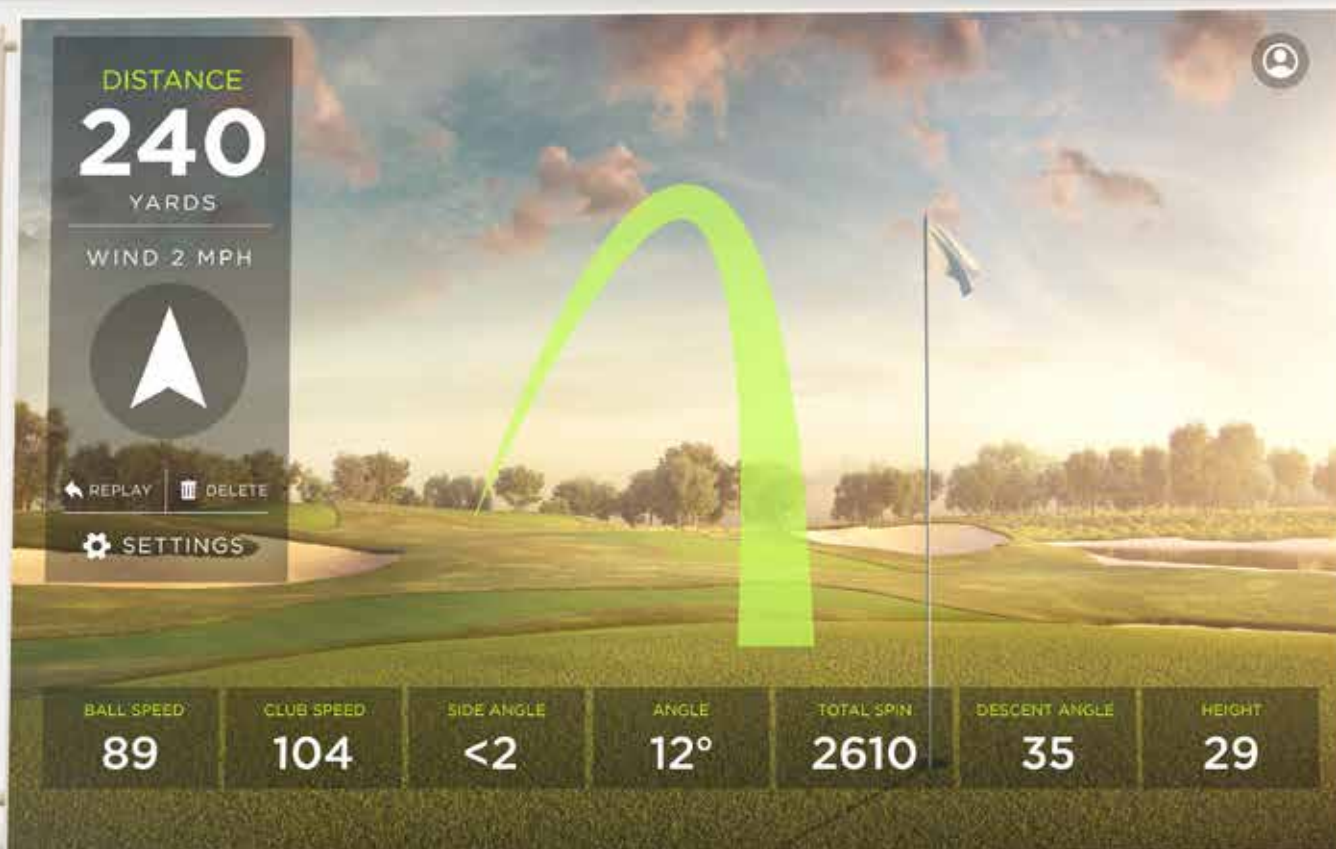 DISTANCE
240
YARDS
WIND 2 MPH
REPLAY DELETE
SETTINGS
BALL SPEED CLUB SPEED SIDE ANGLE ANGLE TOTAL SPIN DESCENT ANGLE HEIGHT
89 104 <2 12° 2610 35 29